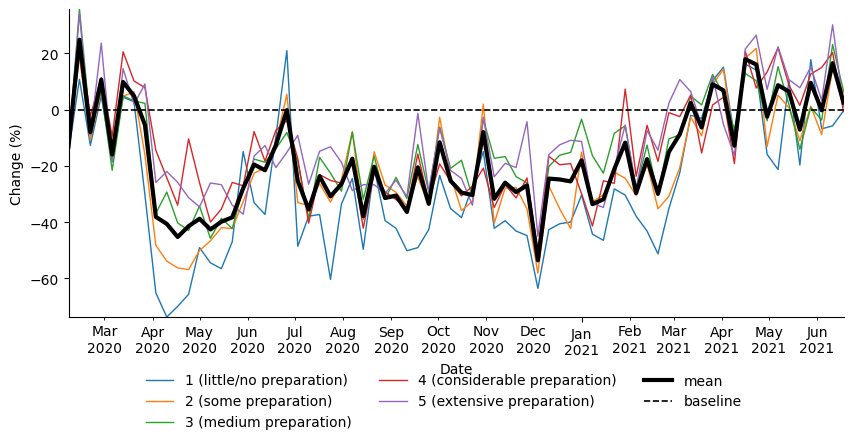 Change (%)
20
0
−20
−40
−60
Mar Apr May Jun Jul Aug Sep Oct Nov Dec Jan Feb Mar Apr May Jun
2020 2020 2020 2020 2020 2020 2020 2020 2020 2020 2021 2021 2021 2021 2021 2021
Date
1 (little/no preparation) 4 (considerable preparation) mean
2 (some preparation) 5 (extensive preparation) baseline
3 (medium preparation)